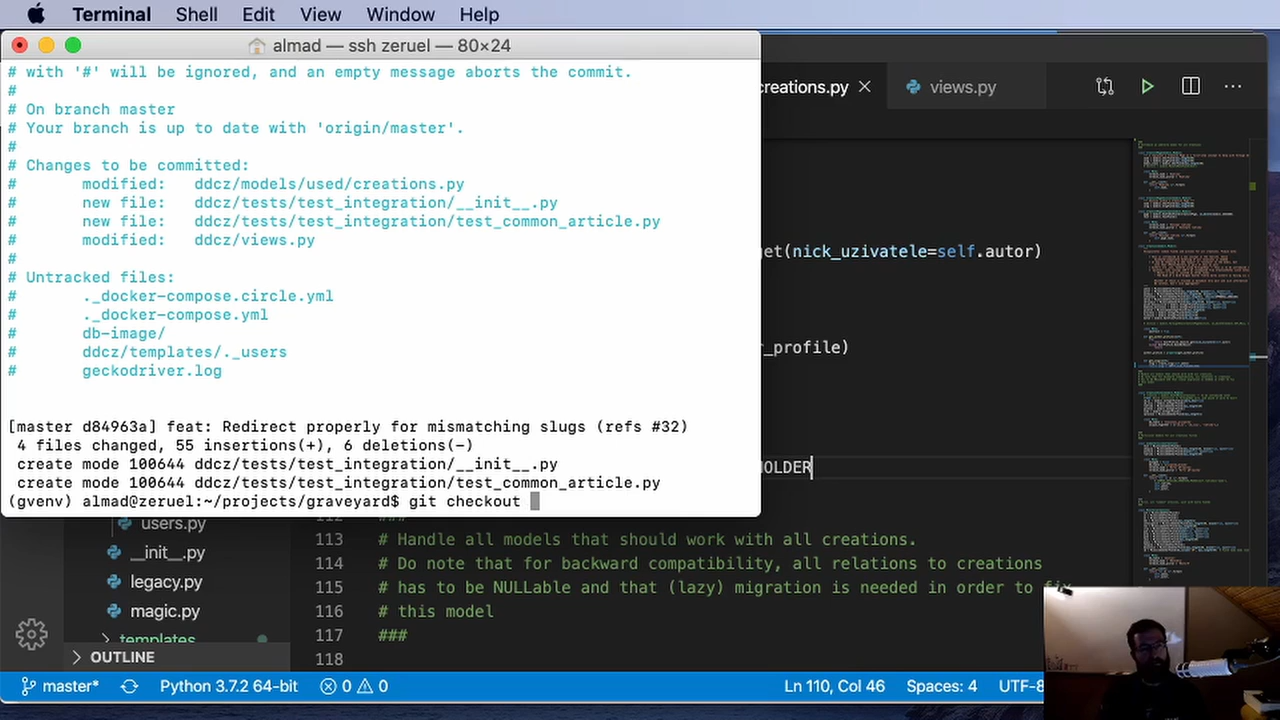 Terminal Shell Edit View Window Help
almad — ssh zeruel — 80×24
# with '#' will be ignored, and an empty message aborts the commit.
#
# On branch master
# Your branch is up to date with 'origin/master'.
#
# Changes to be committed:
# modified: ddcz/models/used/creations.py
# new file: ddcz/tests/test_integration/__init__.py
# new file: ddcz/tests/test_integration/test_common_article.py
# modified: ddcz/views.py
#
# Untracked files:
# ._docker-compose.circle.yml
# ._docker-compose.yml
# db-image/
# ddcz/templates/._users
# geckodriver.log
[master d84963a] feat: Redirect properly for mismatching slugs (refs #32)
4 files changed, 55 insertions(+), 6 deletions(-)
create mode 100644 ddcz/tests/test_integration/__init__.py
create mode 100644 ddcz/tests/test_integration/test_common_article.py
(gvenv) almad@zeruel:~/projects/graveyard$ git checkout
creations.py views.py
get(nick_uzivatele=self.autor)
r_profile)
HOLDER
users.py
__init__.py
legacy.py
magic.py
templates
OUTLINE
112 ###
113 # Handle all models that should work with all creations.
114 # Do note that for backward compatibility, all relations to creations
115 # has to be NULLable and that (lazy) migration is needed in order to fix
116 # this model
117 ###
118
master* Python 3.7.2 64-bit 0 0 Ln 110, Col 46 Spaces: 4 UTF-8